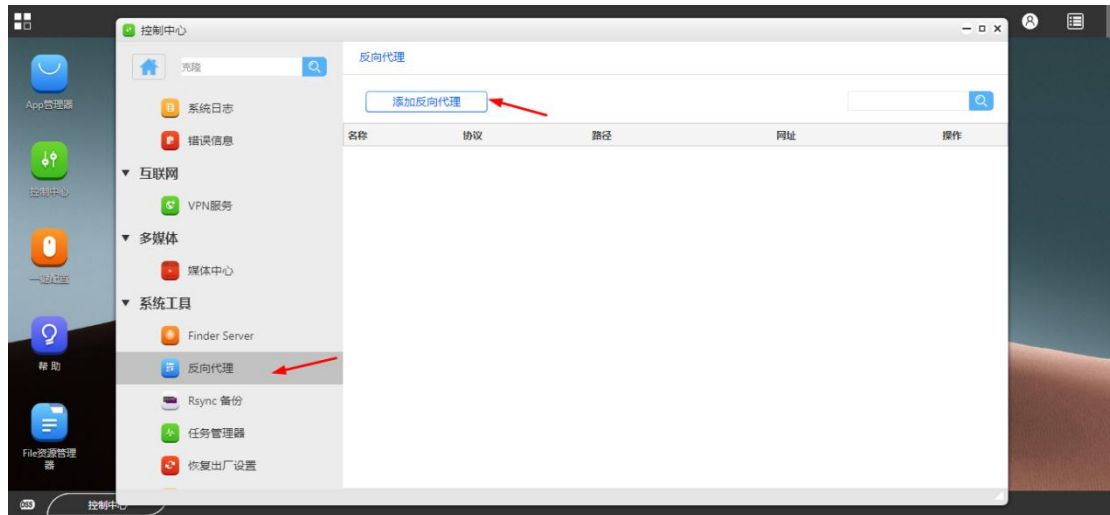 控制中心
克隆
反向代理
添加反向代理
名称 协议 路径 网址 操作
系统日志
错误信息
互联网
VPN服务
多媒体
媒体中心
系统工具
Finder Server
反向代理
Rsync 备份
任务管理器
恢复出厂设置
App管理器
控制中心
一键配置
帮助
File资源管理
器
控制中心